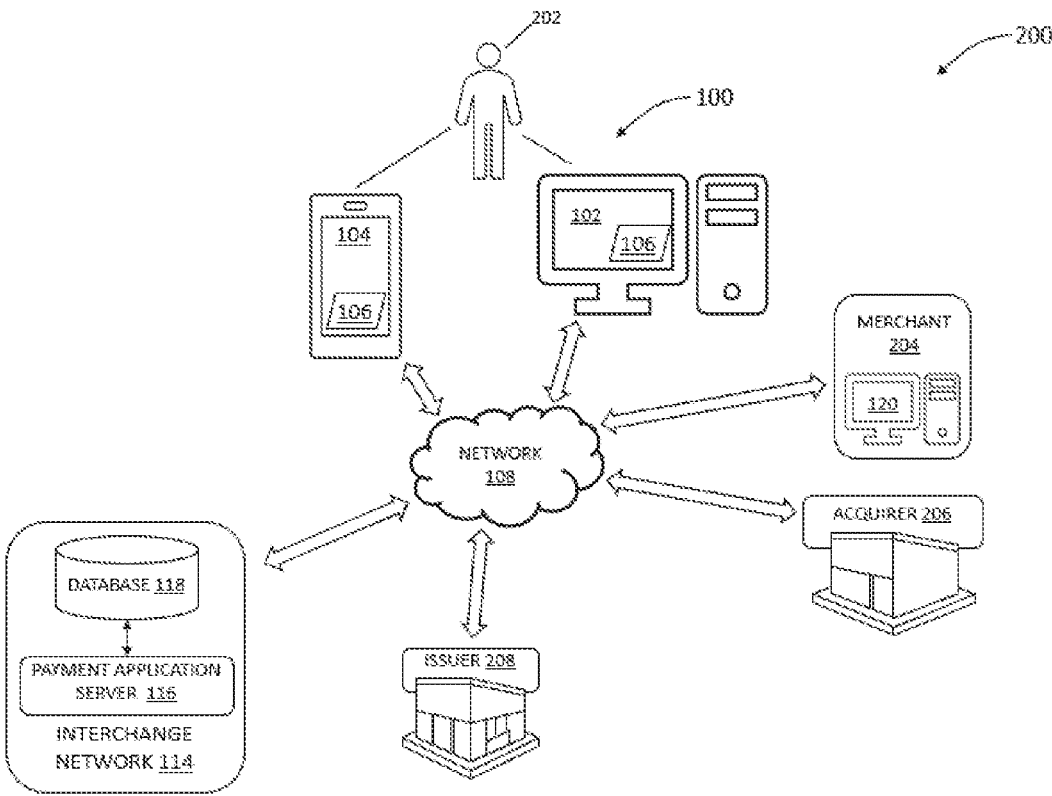 202
200
100
102
106
104
106
MERCHANT
204
120
NETWORK
108
ACQUIRER 206
DATABASE 118
ISSUER 208
PAYMENT APPLICATION
SERVER 116
INTERCHANGE
NETWORK 114